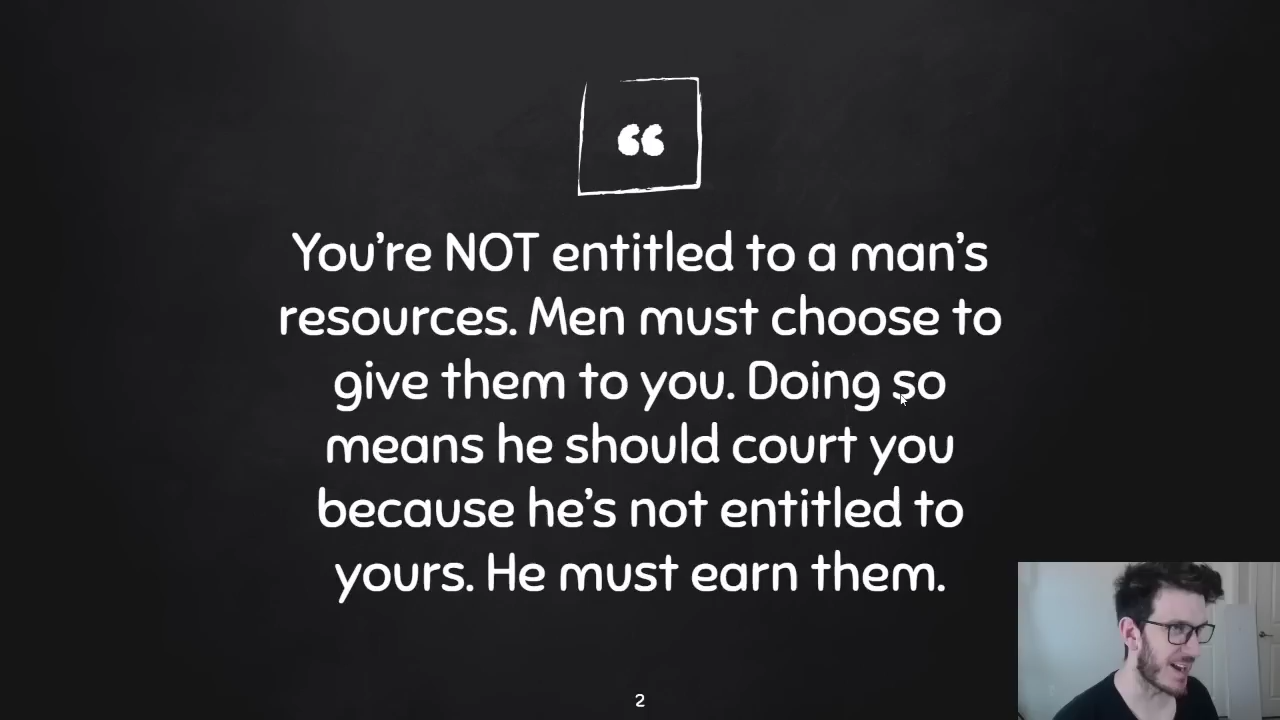 “
You’re NOT entitled to a man’s
resources. Men must choose to
give them to you. Doing so
means he should court you
because he’s not entitled to
yours. He must earn them.
2